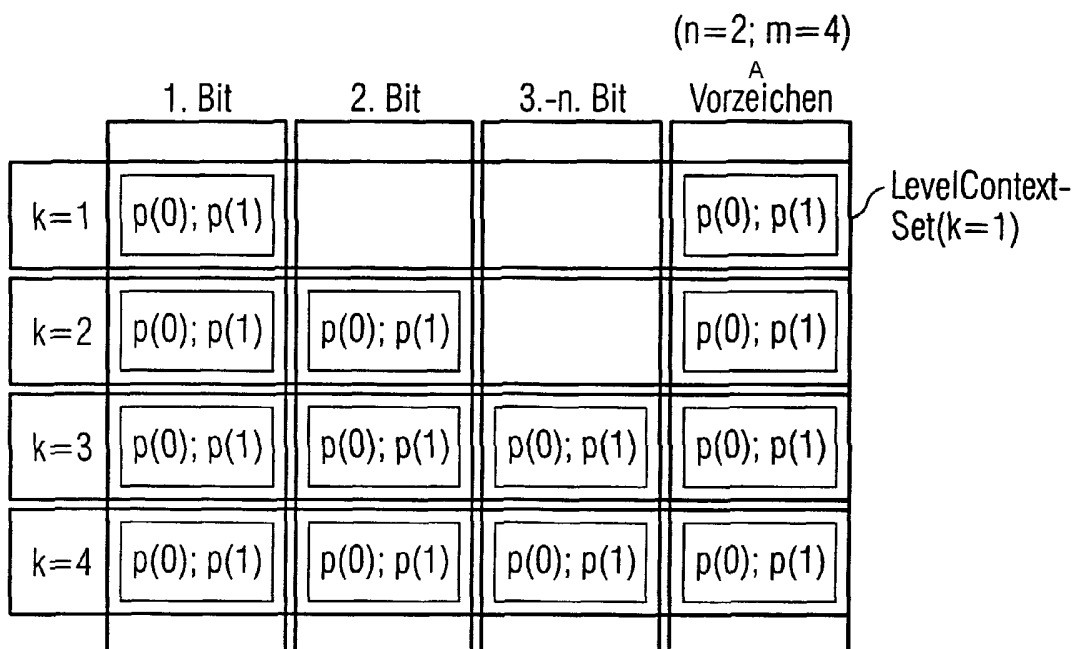 (n=2; m=4)
A
1. Bit 2. Bit 3.-n. Bit Vorzeichen
k=1 p(0); p(1) p(0); p(1) LevelContext-
Set(k=1)
k=2 p(0); p(1) p(0); p(1) p(0); p(1)
k=3 p(0); p(1) p(0); p(1) p(0); p(1) p(0); p(1)
k=4 p(0); p(1) p(0); p(1) p(0); p(1) p(0); p(1)